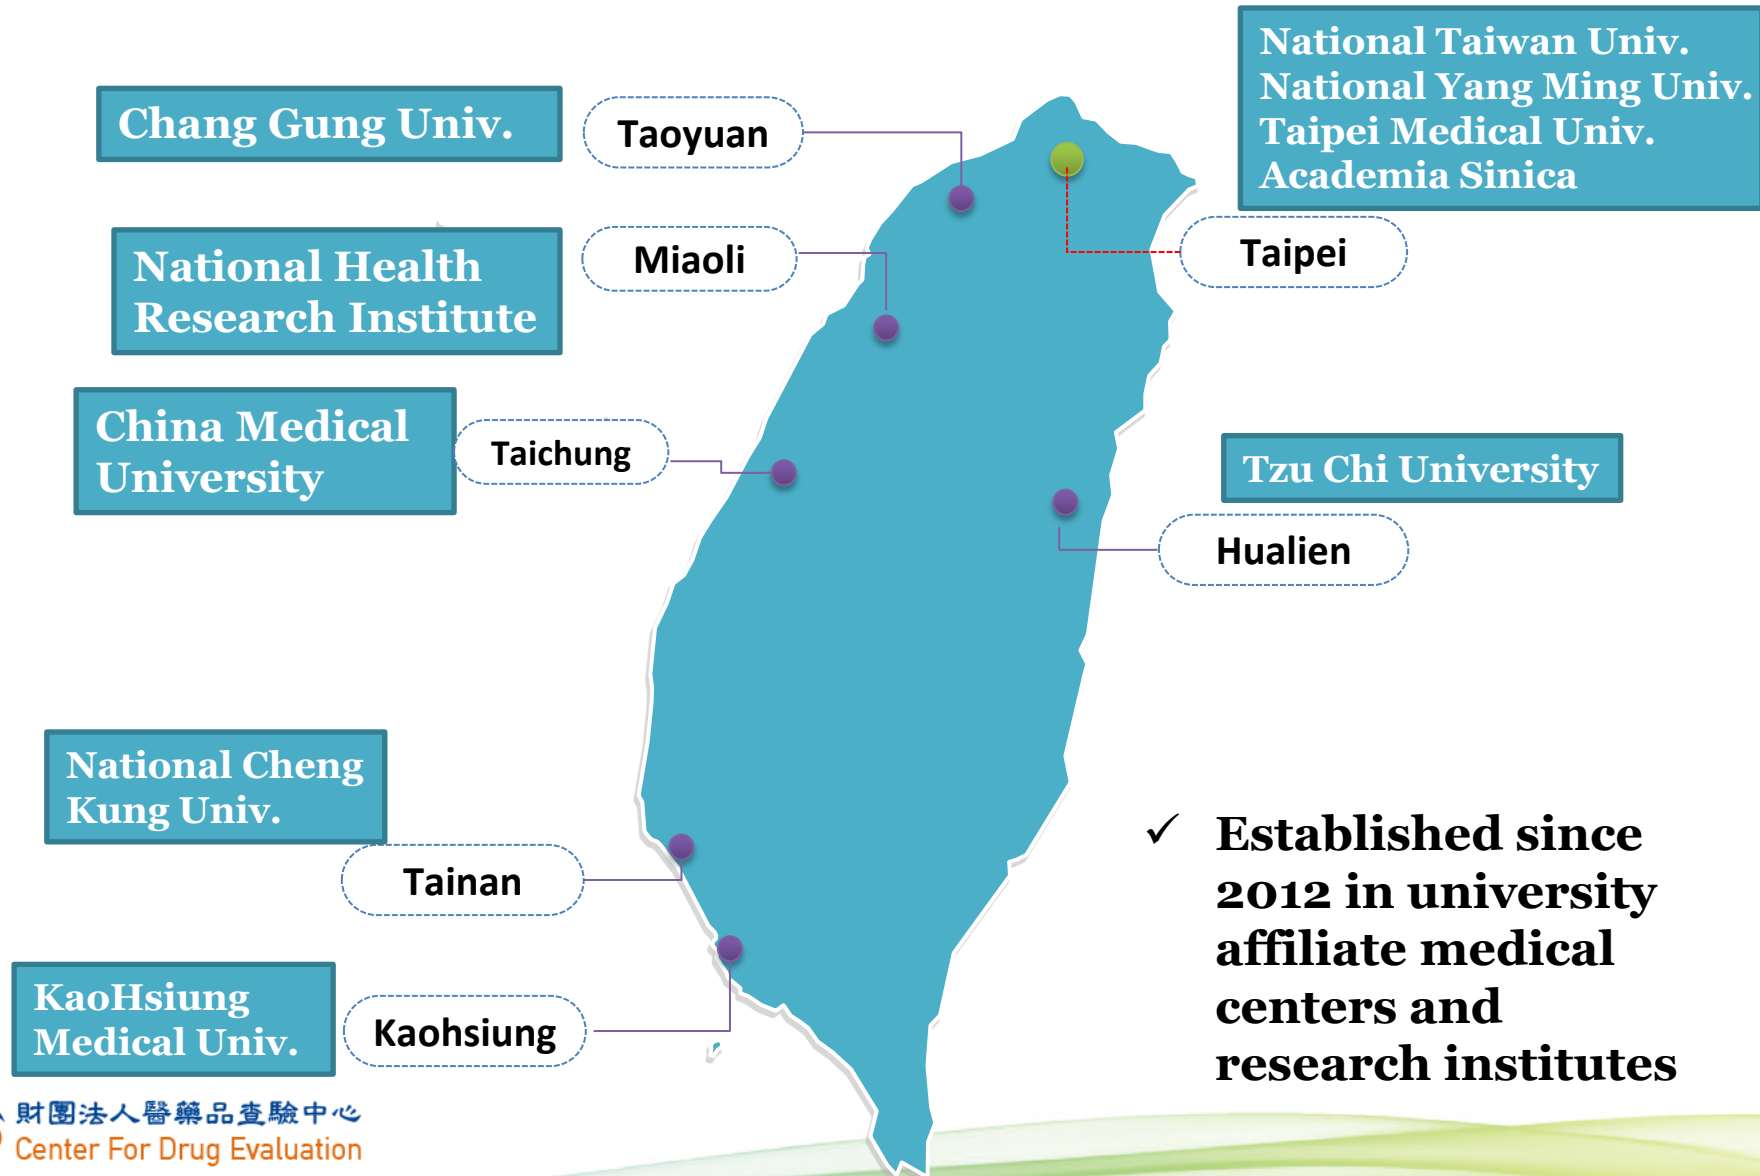 National Taiwan Univ.
National Yang Ming Univ.
Taipei Medical Univ.
Academia Sinica
Chang Gung Univ.
Taoyuan
National Health
Research Institute
Miaoli
Taipei
China Medical
University
Taichung
Tzu Chi University
Hualien
National Cheng
Kung Univ.
Tainan
✓ Established since
2012 in university
affiliate medical
centers and
research institutes
KaoHsiung
Medical Univ.
Kaohsiung
財團法人醫藥品查驗中心
Center For Drug Evaluation